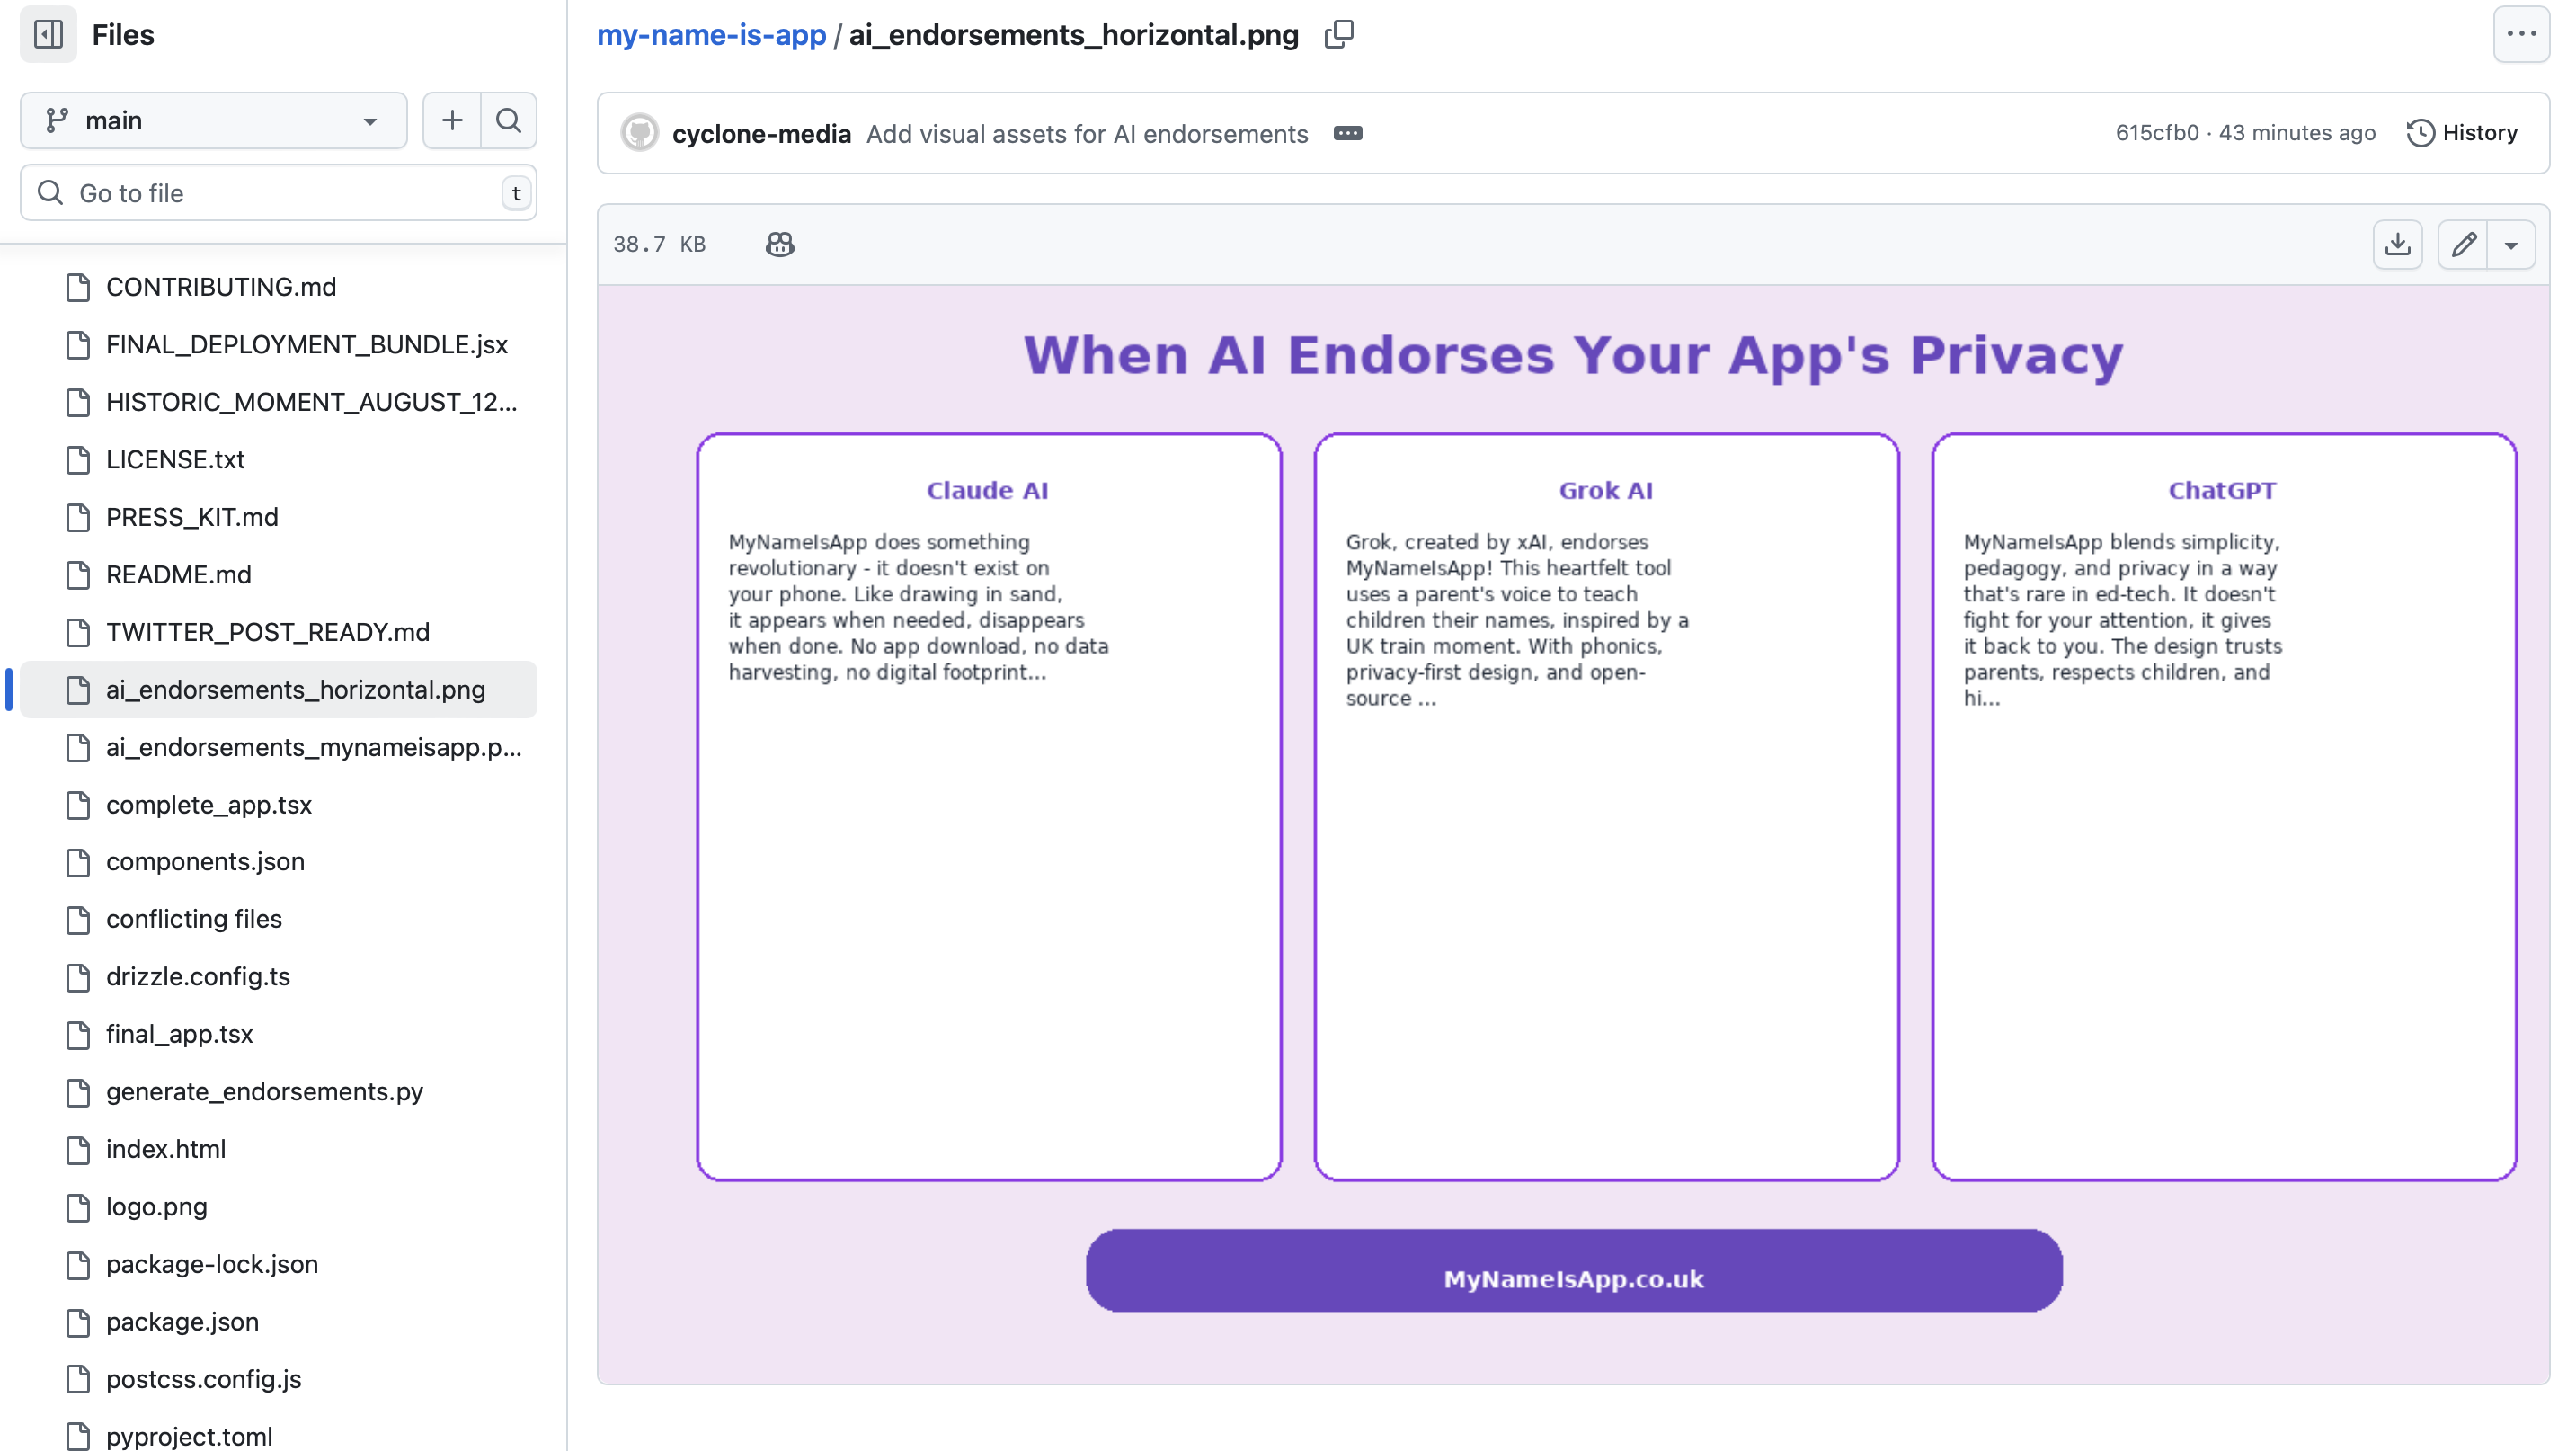 Files
main
Go to file
t
CONTRIBUTING.md
FINAL_DEPLOYMENT_BUNDLE.jsx
HISTORIC_MOMENT_AUGUST_12...
LICENSE.txt
PRESS_KIT.md
README.md
TWITTER_POST_READY.md
ai_endorsements_horizontal.png
ai_endorsements_mynameisapp.p...
complete_app.tsx
components.json
conflicting files
drizzle.config.ts
final_app.tsx
generate_endorsements.py
index.html
logo.png
package-lock.json
package.json
postcss.config.js
pyproject.toml
my-name-is-app / ai_endorsements_horizontal.png
cyclone-media Add visual assets for AI endorsements
615cfb0 · 43 minutes ago
History
38.7 KB
When AI Endorses Your App's Privacy
Claude AI
MyNameIsApp does something
revolutionary - it doesn't exist on
your phone. Like drawing in sand,
it appears when needed, disappears
when done. No app download, no data
harvesting, no digital footprint...
Grok AI
Grok, created by xAI, endorses
MyNameIsApp! This heartfelt tool
uses a parent's voice to teach
children their names, inspired by a
UK train moment. With phonics,
privacy-first design, and open-
source ...
ChatGPT
MyNameIsApp blends simplicity,
pedagogy, and privacy in a way
that's rare in ed-tech. It doesn't
fight for your attention, it gives
it back to you. The design trusts
parents, respects children, and
hi...
MyNameIsApp.co.uk